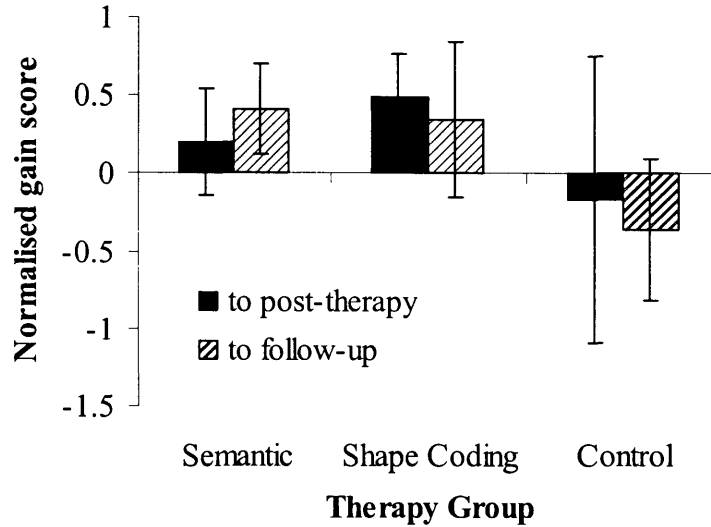 1
0.5
0
-0.5
-1
-1.5
Normalised gain score
to post-therapy
to follow-up
Semantic Shape Coding Control
Therapy Group